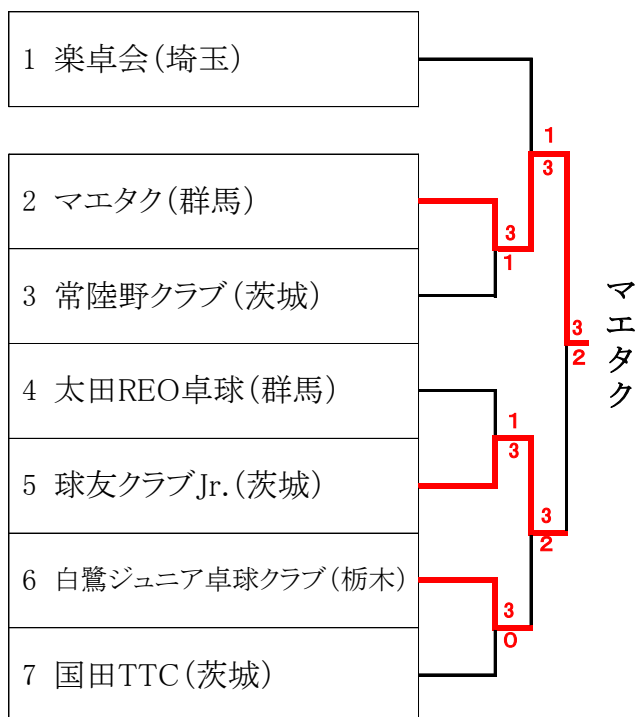 1 楽卓会(埼玉)
2 マエタク(群馬)
3 常陸野クラブ(茨城)
4 太田REO卓球(群馬)
5 球友クラブJr.(茨城)
6 白鷺ジュニア卓球クラブ(栃木)
7 国田TTC(茨城)
1
3
3
1
1
3
3
2
3
0
3
2
マエタク